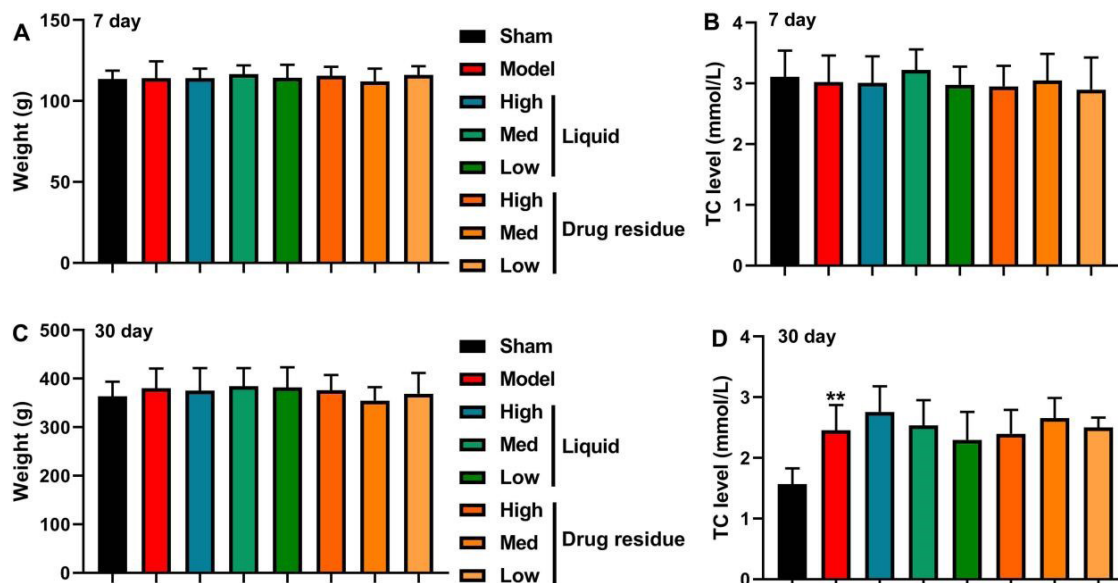 A
7 day
Weight (g)
150
100
50
0
Sham
Model
High
Med
Low
Liquid
High
Med
Low
Drug residue
B
7 day
TC level (mmol/L)
4
3
2
1
0
C
30 day
Weight (g)
500
400
300
200
100
0
Sham
Model
High
Med
Low
Liquid
High
Med
Low
Drug residue
D
30 day
TC level (mmol/L)
4
3
2
1
0
**